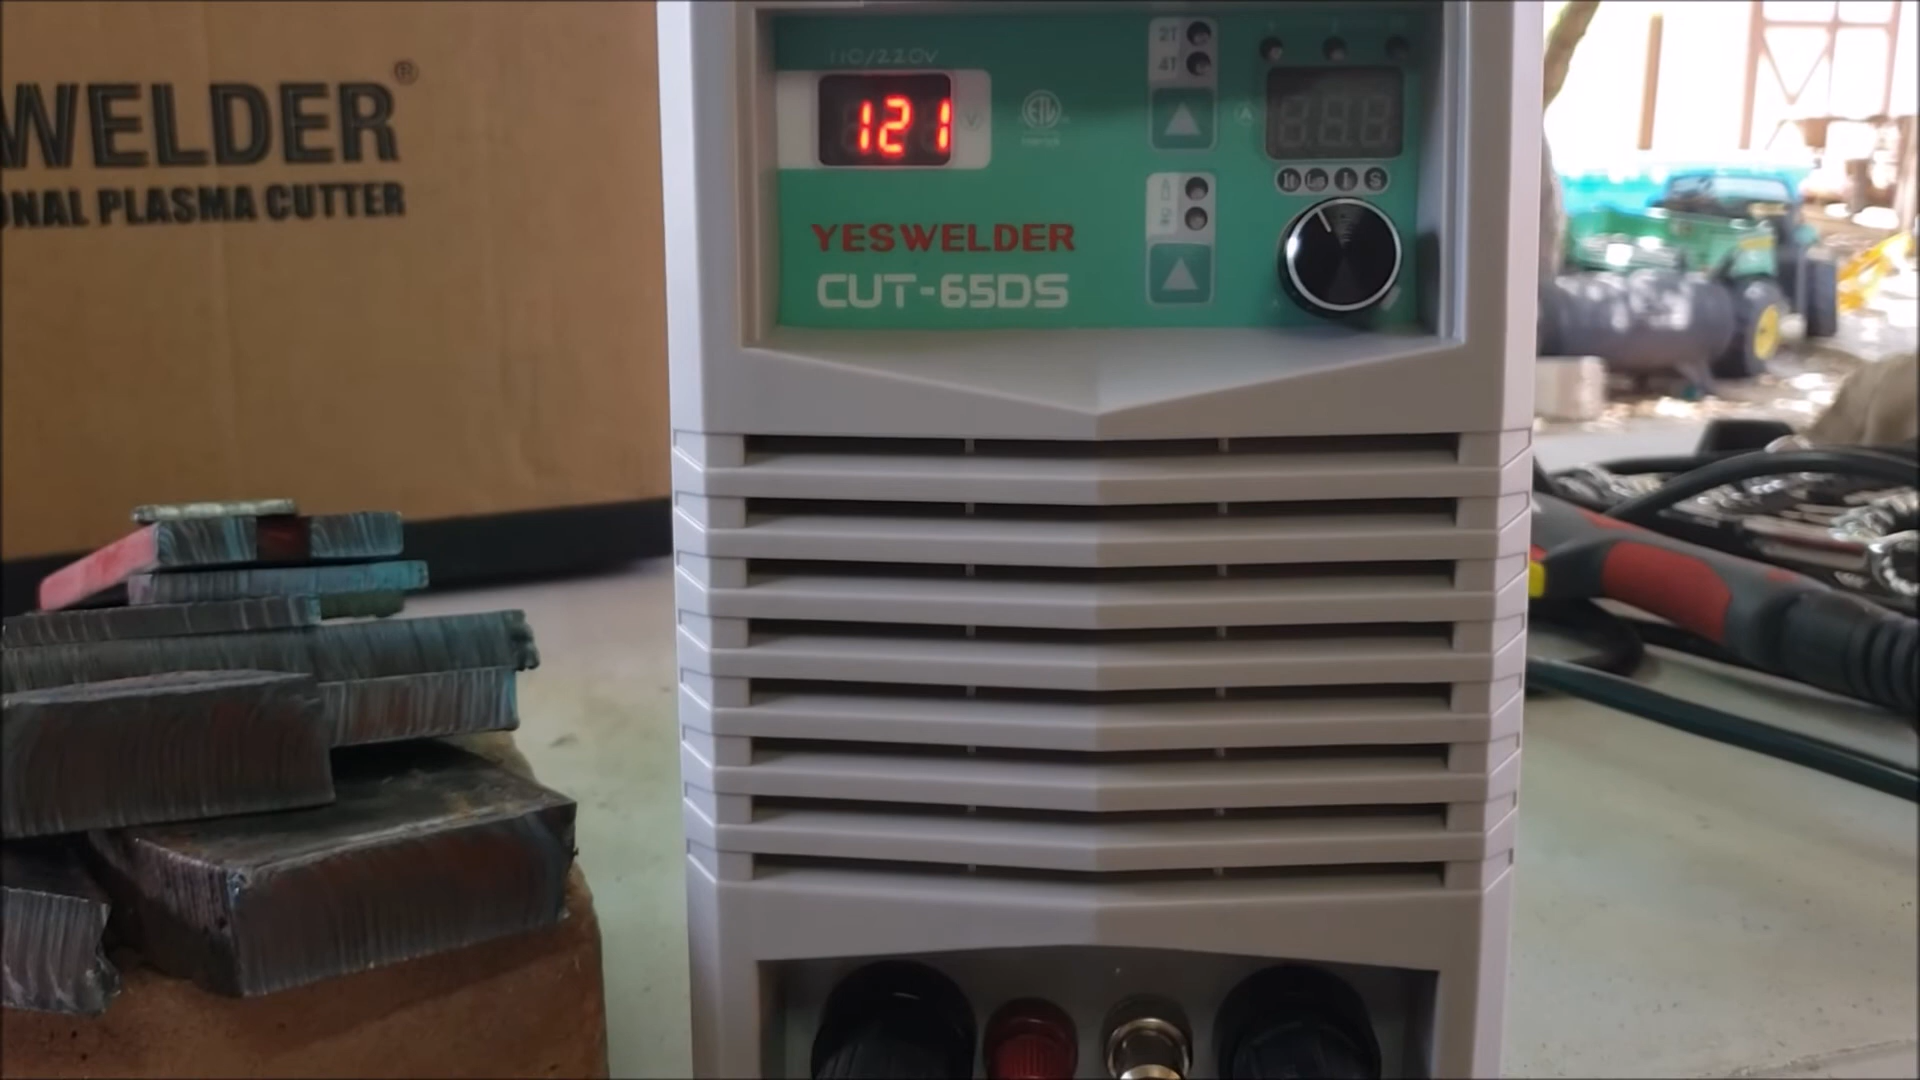 WELDER®
ONAL PLASMA CUTTER
110/220V
121
V
2T
4T
A
YESWELDER
CUT-65DS